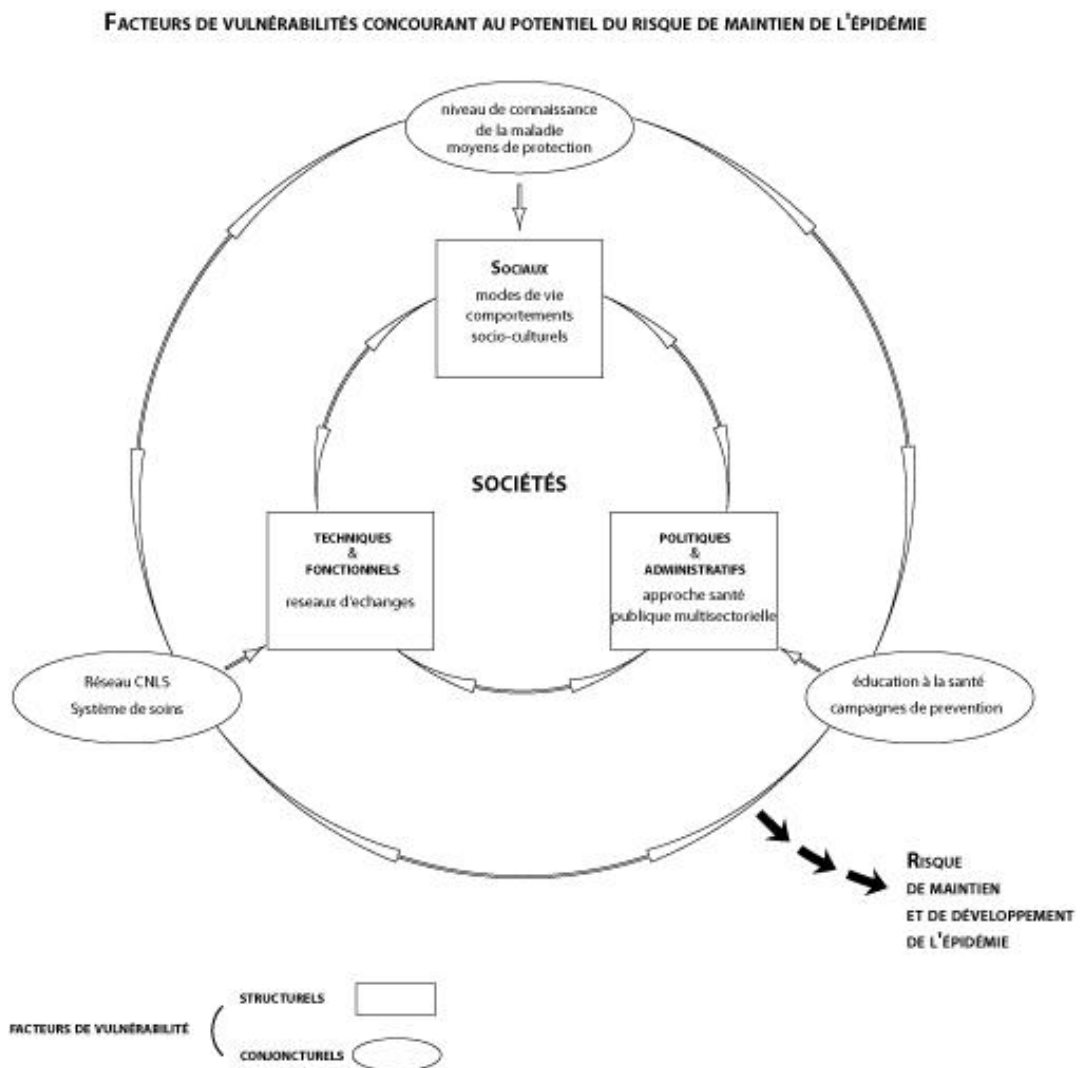 FACTEURS DE VULNÉRABILITÉS CONCOURANT AU POTENTIEL DU RISQUE DE MAINTIEN DE L'ÉPIDÉMIE
niveau de connaissance
de la maladie
moyens de protection
SOCIAUX
modes de vie
comportements
socio-culturels
SOCIÉTÉS
TECHNIQUES
&
FONCTIONNELS
reseaux d'echanges
POLITIQUES
&
ADMINISTRATIFS
approche santé
publique multisectorielle
Réseau CNLS
Système de soins
éducation à la santé
campagnes de prevention
RISQUE
DE MAINTIEN
ET DE DÉVELOPPEMENT
DE L'ÉPIDÉMIE
FACTEURS DE VULNÉRABILITÉ
STRUCTURELS
CONJONCTURELS